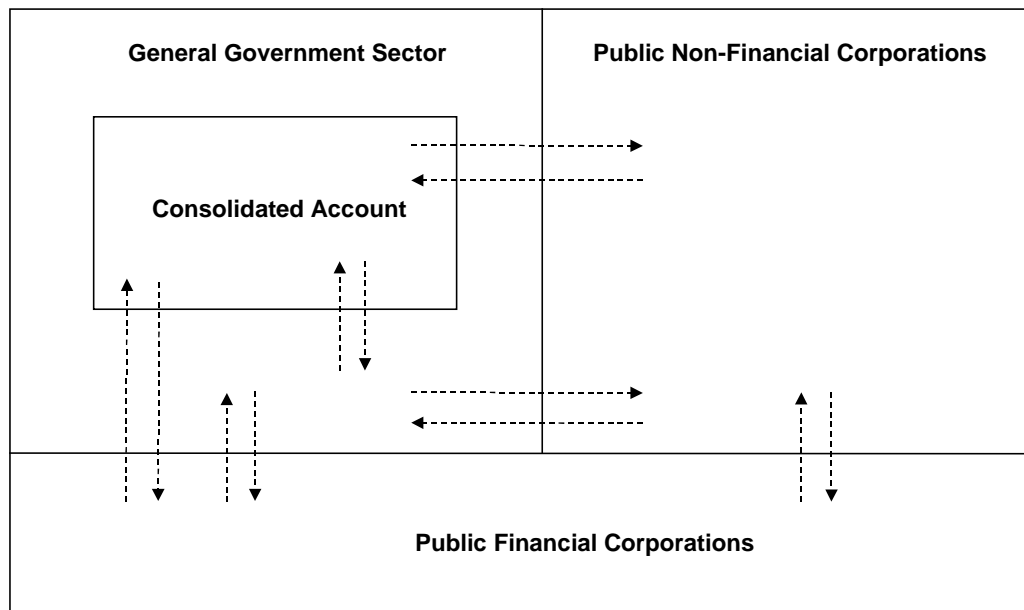 General Government Sector
Public Non-Financial Corporations
Consolidated Account
Public Financial Corporations